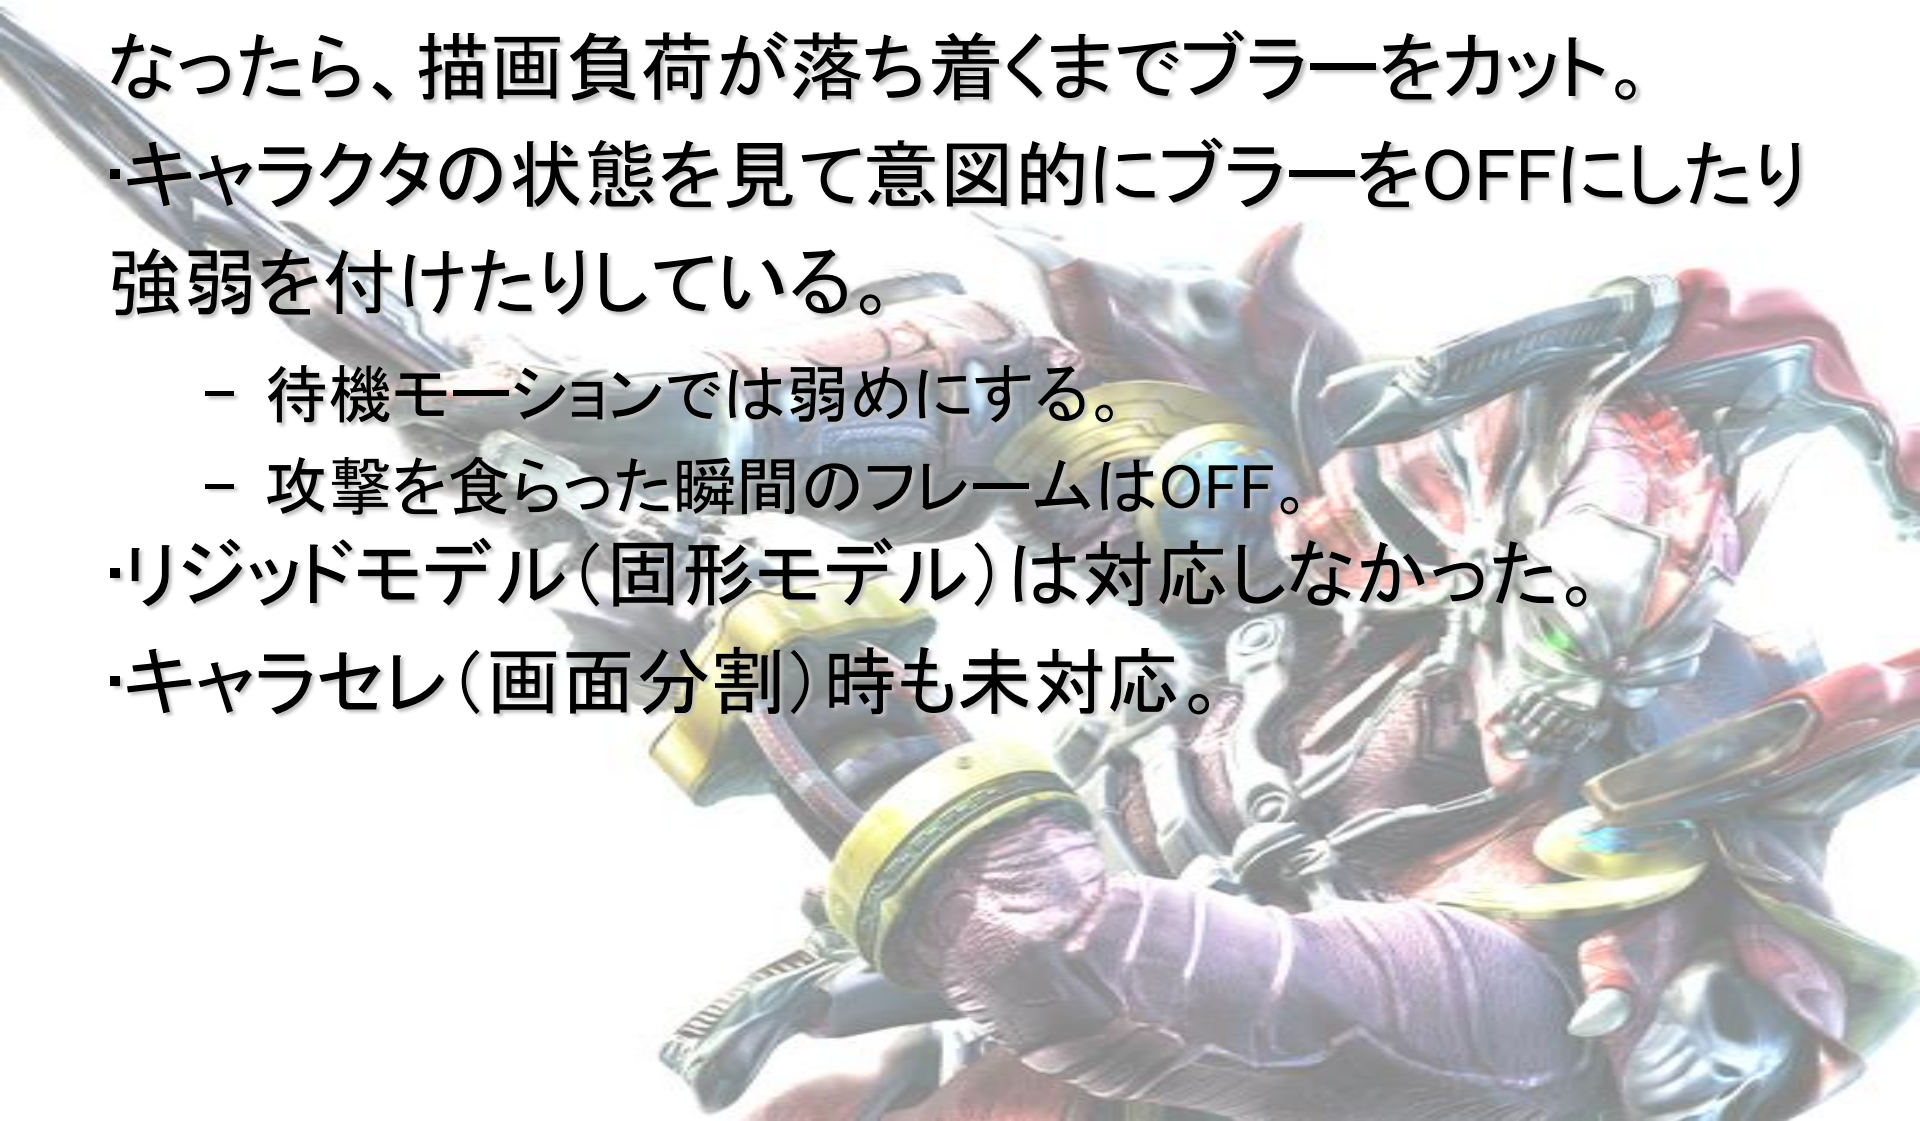 なったら、描画負荷が落ち着くまでブラーをカット。
・キャラクタの状態を見て意図的にブラーをOFFにしたり
強弱を付けたりしている。
– 待機モーションでは弱めにする。
– 攻撃を食らった瞬間のフレームはOFF。
・リジッドモデル（固形モデル）は対応しなかった。
・キャラセレ（画面分割）時も未対応。